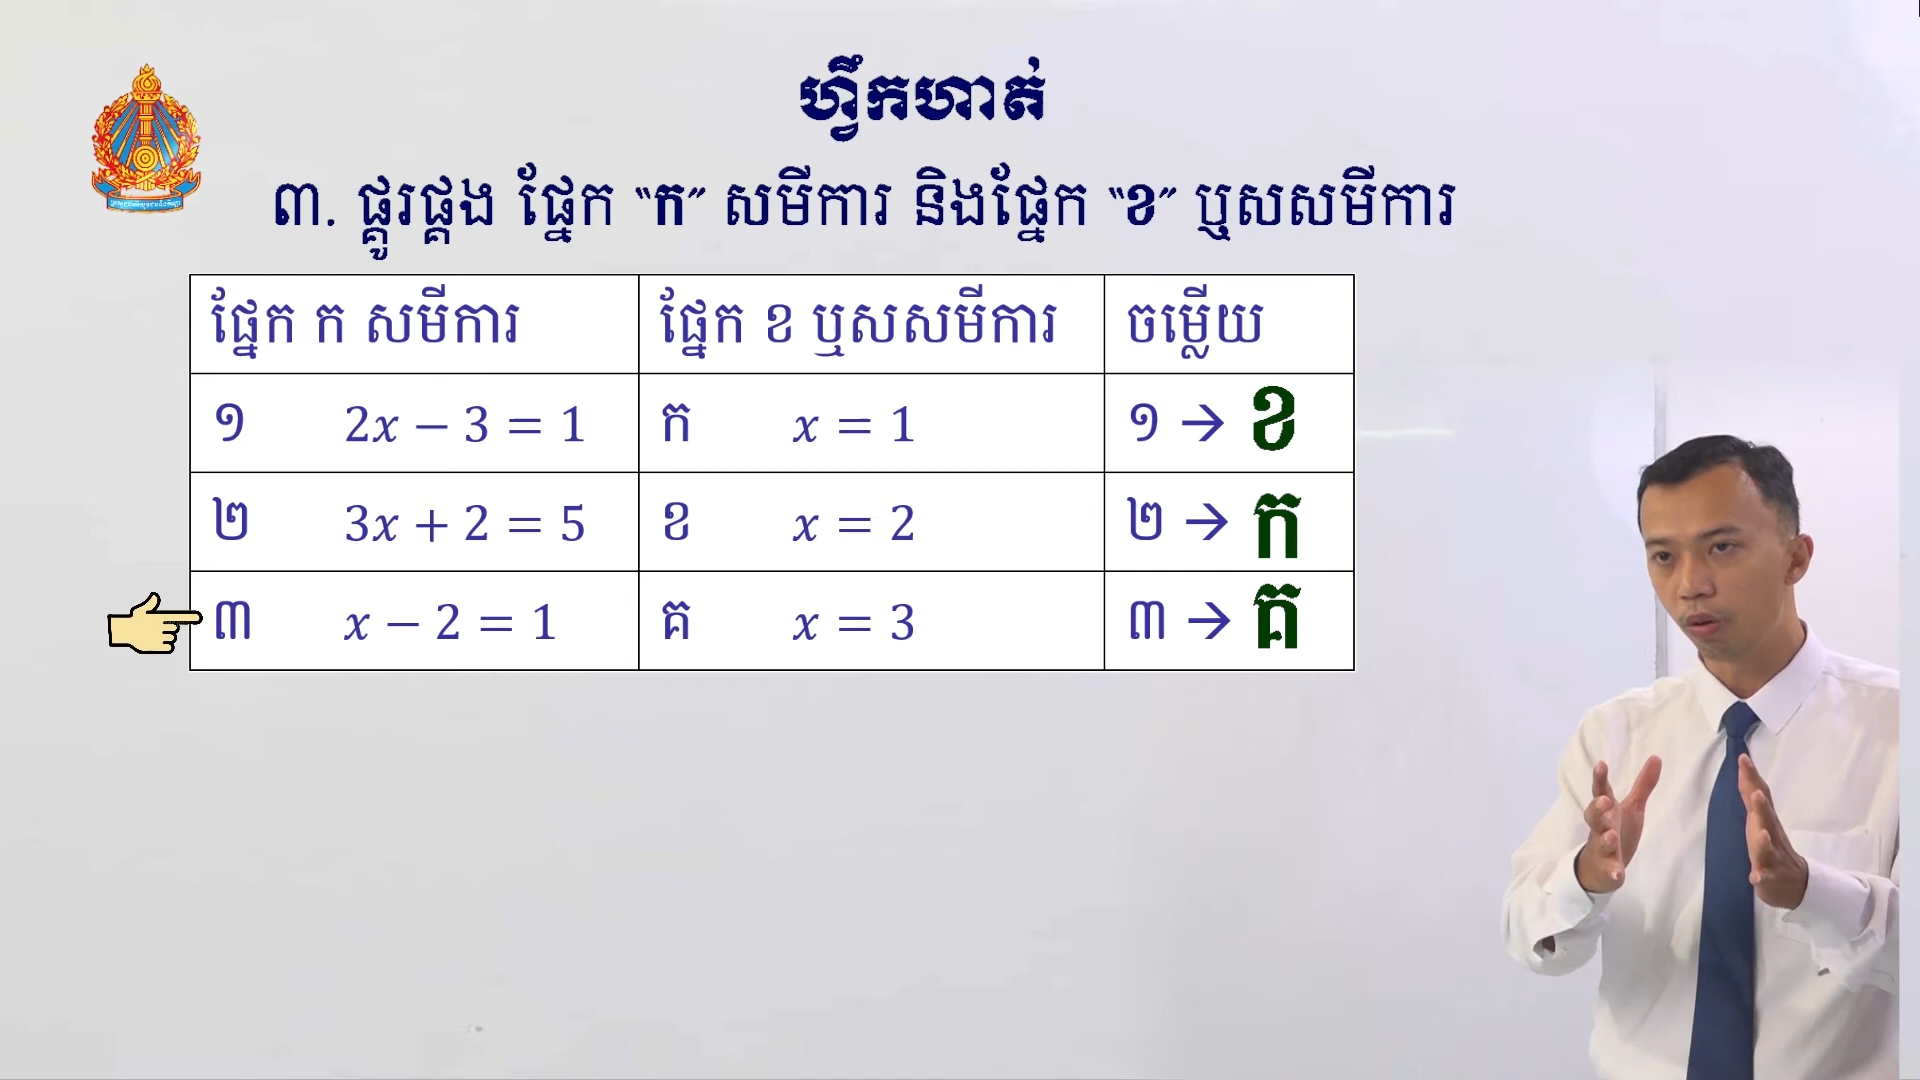 ហ្វឹកហាត់
៣. ផ្គូរផ្គង ផ្នែក “ក” សមីការ និងផ្នែក “ខ” ឬសសមីការ
ផ្នែក ក សមីការ ផ្នែក ខ ឬសសមីការ ចម្លើយ
១ 2x − 3 = 1 ក x = 1 ១ → ខ
២ 3x + 2 = 5 ខ x = 2 ២ → ក
៣ x − 2 = 1 គ x = 3 ៣ → គ